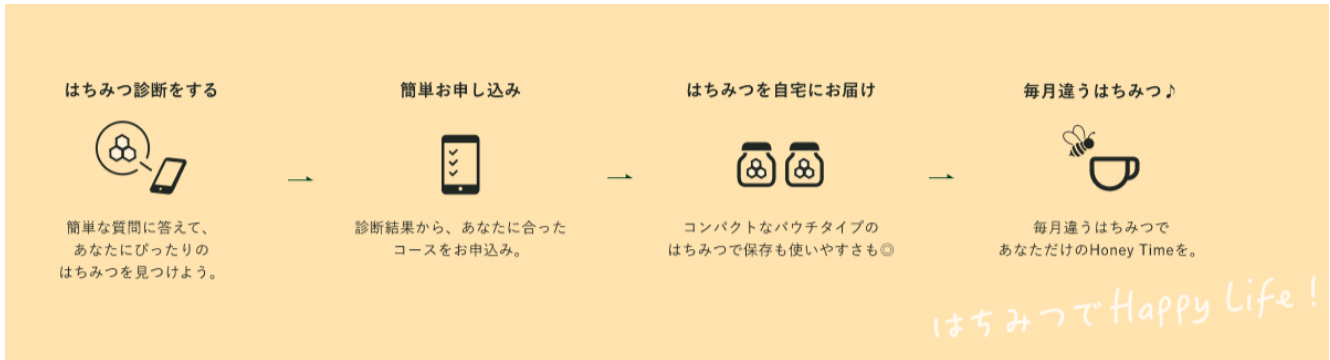 はちみつ診断をする
簡単な質問に答えて、
あなたにぴったりの
はちみつを見つけよう。
簡単お申し込み
診断結果から、あなたに合った
コースをお申込み。
はちみつを自宅にお届け
コンパクトなパウチタイプの
はちみつで保存も使いやすさも◎
毎月違うはちみつ♪
毎月違うはちみつで
あなただけのHoney Timeを。
はちみつでHappy Life!